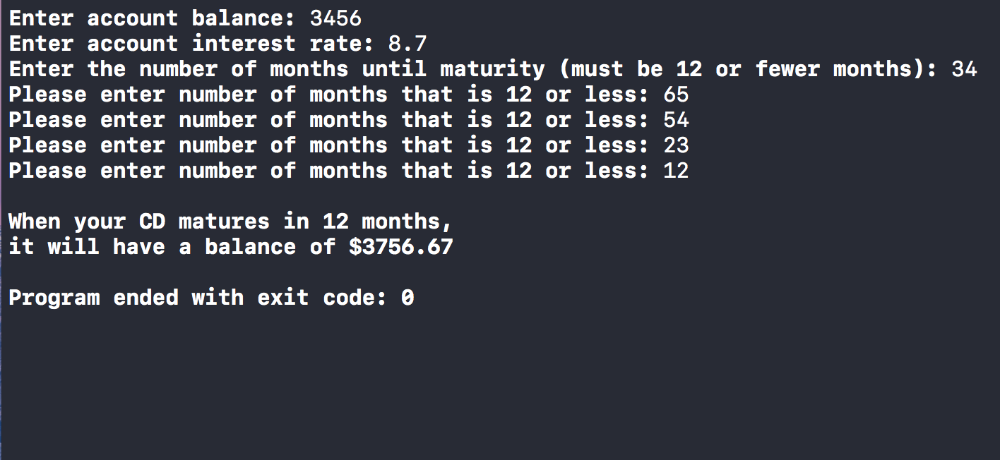 Enter account balance: 3456
Enter account interest rate: 8.7
Enter the number of months until maturity (must be 12 or fewer months): 34
Please enter number of months that is 12 or less: 65
Please enter number of months that is 12 or less: 54
Please enter number of months that is 12 or less: 23
Please enter number of months that is 12 or less: 12
When your CD matures in 12 months,
it will have a balance of $3756.67
Program ended with exit code: 0